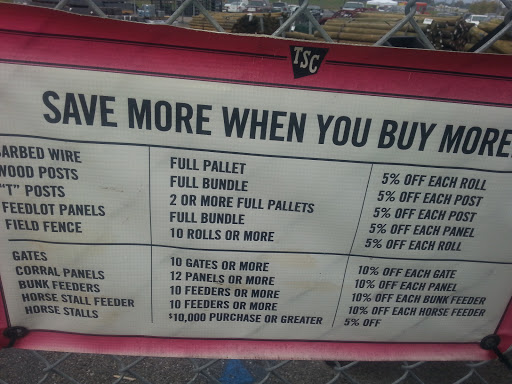 TSC
SAVE MORE WHEN YOU BUY MORE
BARBED WIRE FULL PALLET 5% OFF EACH ROLL
WOOD POSTS FULL BUNDLE 5% OFF EACH POST
"T" POSTS 2 OR MORE FULL PALLETS 5% OFF EACH POST
FEEDLOT PANELS FULL BUNDLE 5% OFF EACH PANEL
FIELD FENCE 10 ROLLS OR MORE 5% OFF EACH ROLL
GATES 10 GATES OR MORE 10% OFF EACH GATE
CORRAL PANELS 12 PANELS OR MORE 10% OFF EACH PANEL
BUNK FEEDERS 10 FEEDERS OR MORE 10% OFF EACH BUNK FEEDER
HORSE STALL FEEDER 10 FEEDERS OR MORE 10% OFF EACH HORSE FEEDER
HORSE STALLS $10,000 PURCHASE OR GREATER 5% OFF